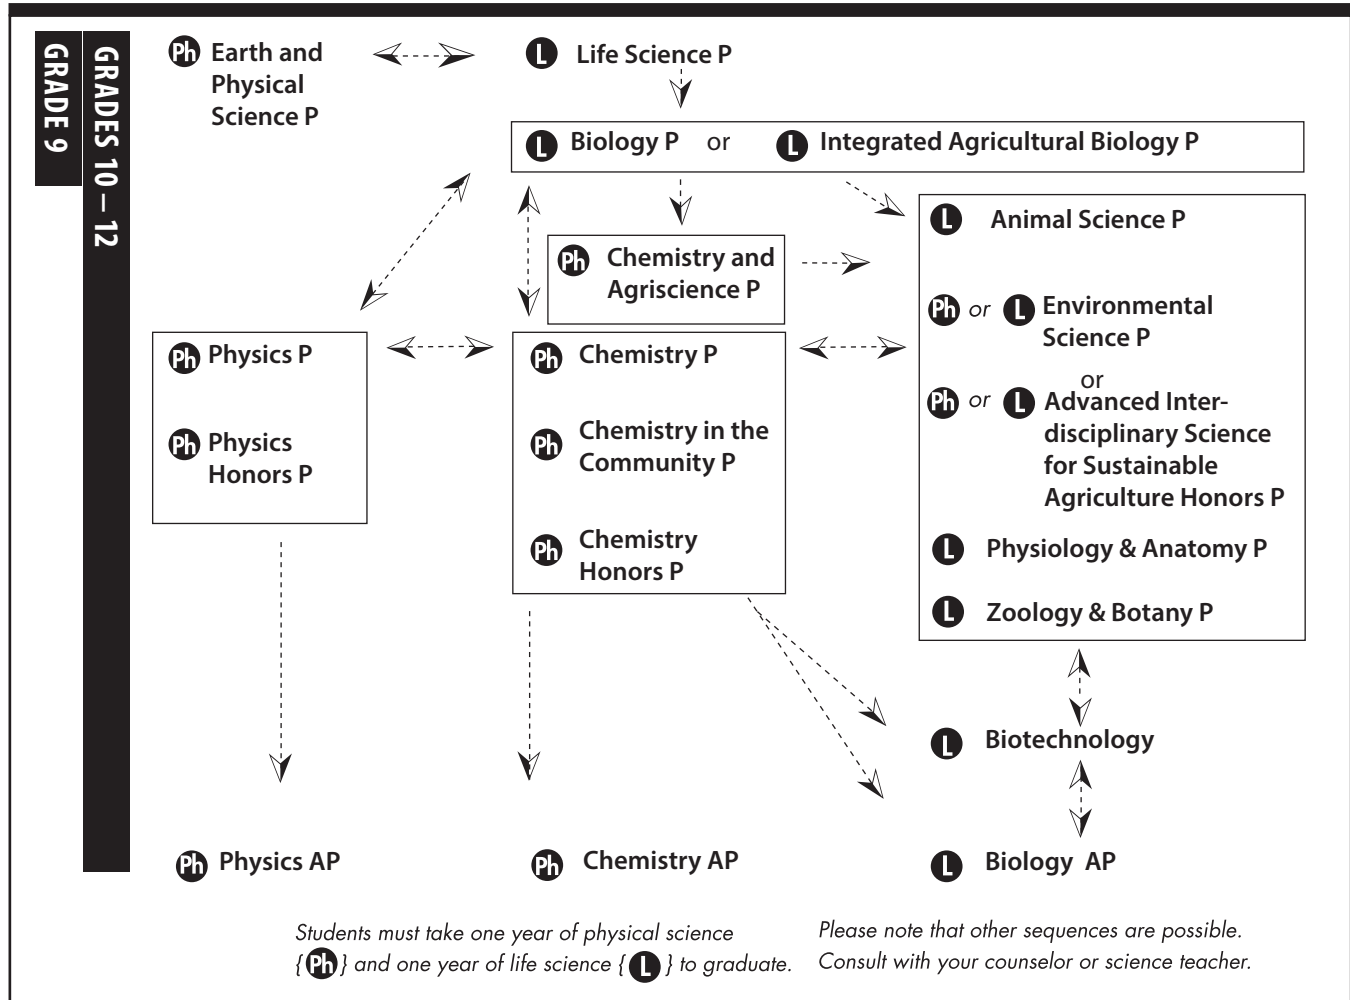 GRADE 9
GRADES 10 – 12
Ph Earth and
Physical
Science P
L Life Science P
L Biology P or L Integrated Agricultural Biology P
Ph Chemistry and
Agriscience P
Ph Physics P
Ph Physics
Honors P
Ph Chemistry P
Ph Chemistry in the
Community P
Ph Chemistry
Honors P
L Animal Science P
Ph or L Environmental
Science P
or
Ph or L Advanced Inter-
disciplinary Science
for Sustainable
Agriculture Honors P
L Physiology & Anatomy P
L Zoology & Botany P
L Biotechnology
Ph Physics AP
Ph Chemistry AP
L Biology AP
Students must take one year of physical science
{Ph} and one year of life science {L} to graduate.
Please note that other sequences are possible.
Consult with your counselor or science teacher.